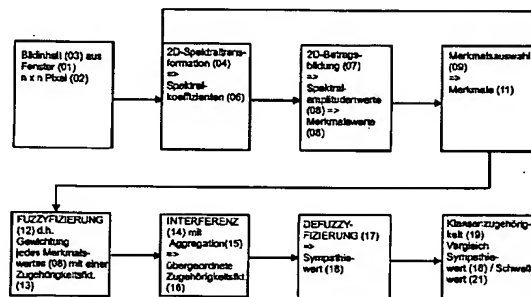 Bildinhalt (03) aus
Fenster (01)
n x n Pixel (02)
2D-Spektraltrans-
formation (04)
=>
Spektral-
koeffizienten (06)
2D-Betrags-
bildung (07)
=>
Spektral-
amplitudenwerte
(08) =>
Merkmalswerte
(08)
Merkmalsauswahl
(09)
=>
Merkmale (11)
FUZZYFIZIERUNG
(12) d.h.
Gewichtung
jedes Merkmals-
wertes (08) mit einer
Zugehörigkeitsfkt.
(13)
INTERFERENZ
(14) mit
Aggregation(15)
=>
übergeordnete
Zugehörigkeitsfkt.
(16)
DEFUZZY-
FIZIERUNG (17)
=>
Sympathie-
wert (18)
Klassenzugehörig-
keit (19)
Vergleich
Sympathie-
wert (18) / Schwell-
wert (21)